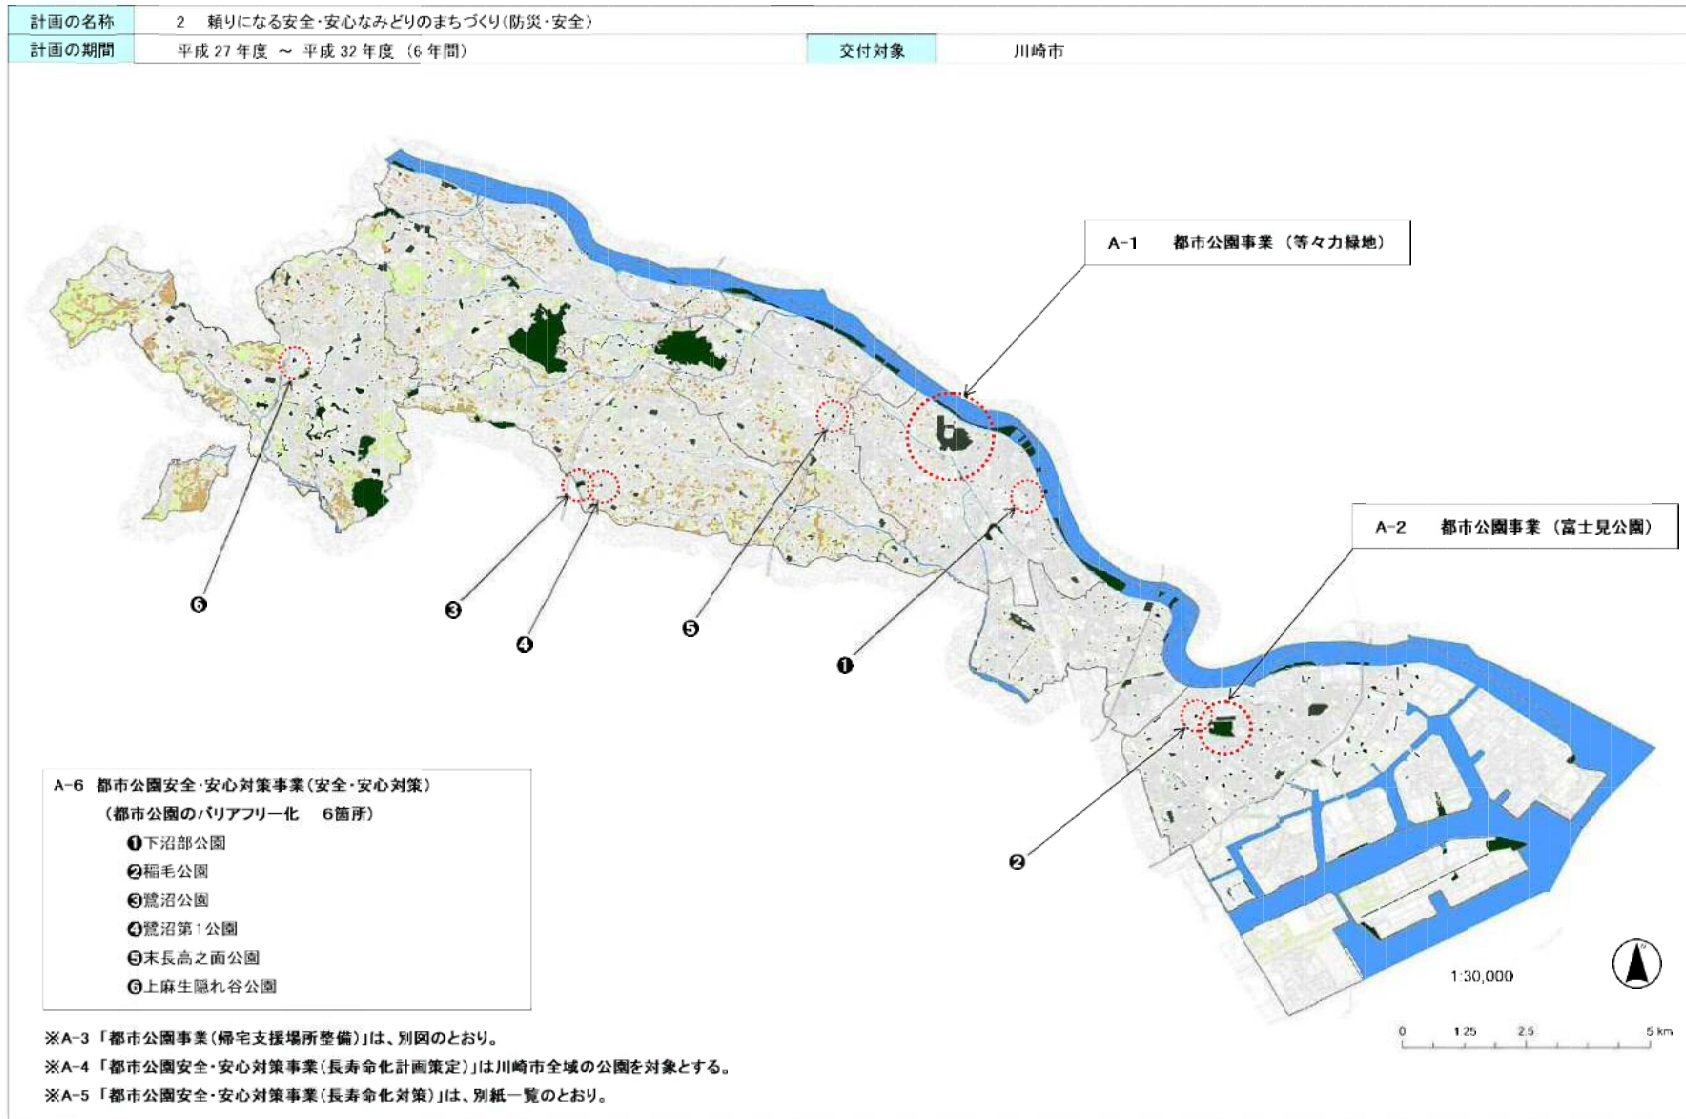 計画の名称 2 頼りになる安全・安心なみどりのまちづくり(防災・安全)
計画の期間 平成27年度 ~ 平成32年度 (6年間) 交付対象 川崎市
A-1 都市公園事業 (等々力緑地)
A-2 都市公園事業 (富士見公園)
❻
❸
❹
❺
❶
❷
A-6 都市公園安全・安心対策事業(安全・安心対策)
(都市公園のバリアフリー化 6箇所)
❶下沼部公園
❷稲毛公園
❸鷺沼公園
❹鷺沼第1公園
❺末長高之面公園
❻上麻生隠れ谷公園
N
1:30,000
0 1.25 2.5 5 km
※A-3「都市公園事業(帰宅支援場所整備)」は、別図のとおり。
※A-4「都市公園安全・安心対策事業(長寿命化計画策定)」は川崎市全域の公園を対象とする。
※A-5「都市公園安全・安心対策事業(長寿命化対策)」は、別紙一覧のとおり。